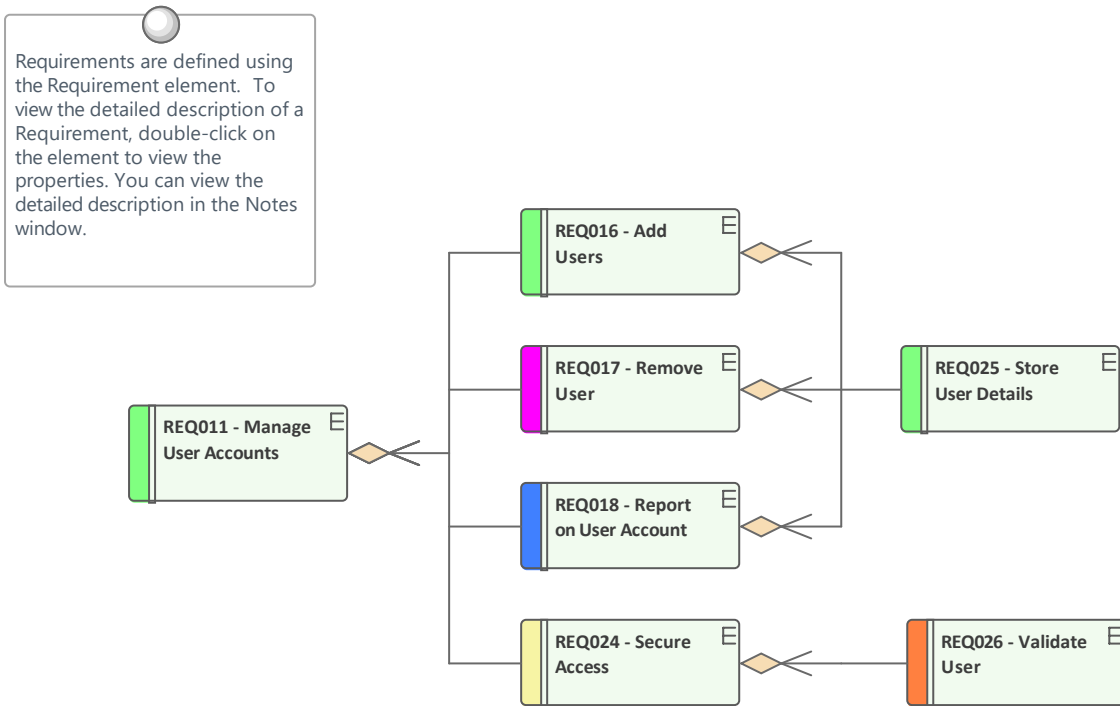 Requirements are defined using
the Requirement element. To
view the detailed description of a
Requirement, double-click on
the element to view the
properties. You can view the
detailed description in the Notes
window.
REQ016 - Add
Users
REQ017 - Remove
User
REQ025 - Store
User Details
REQ011 - Manage
User Accounts
REQ018 - Report
on User Account
REQ024 - Secure
Access
REQ026 - Validate
User